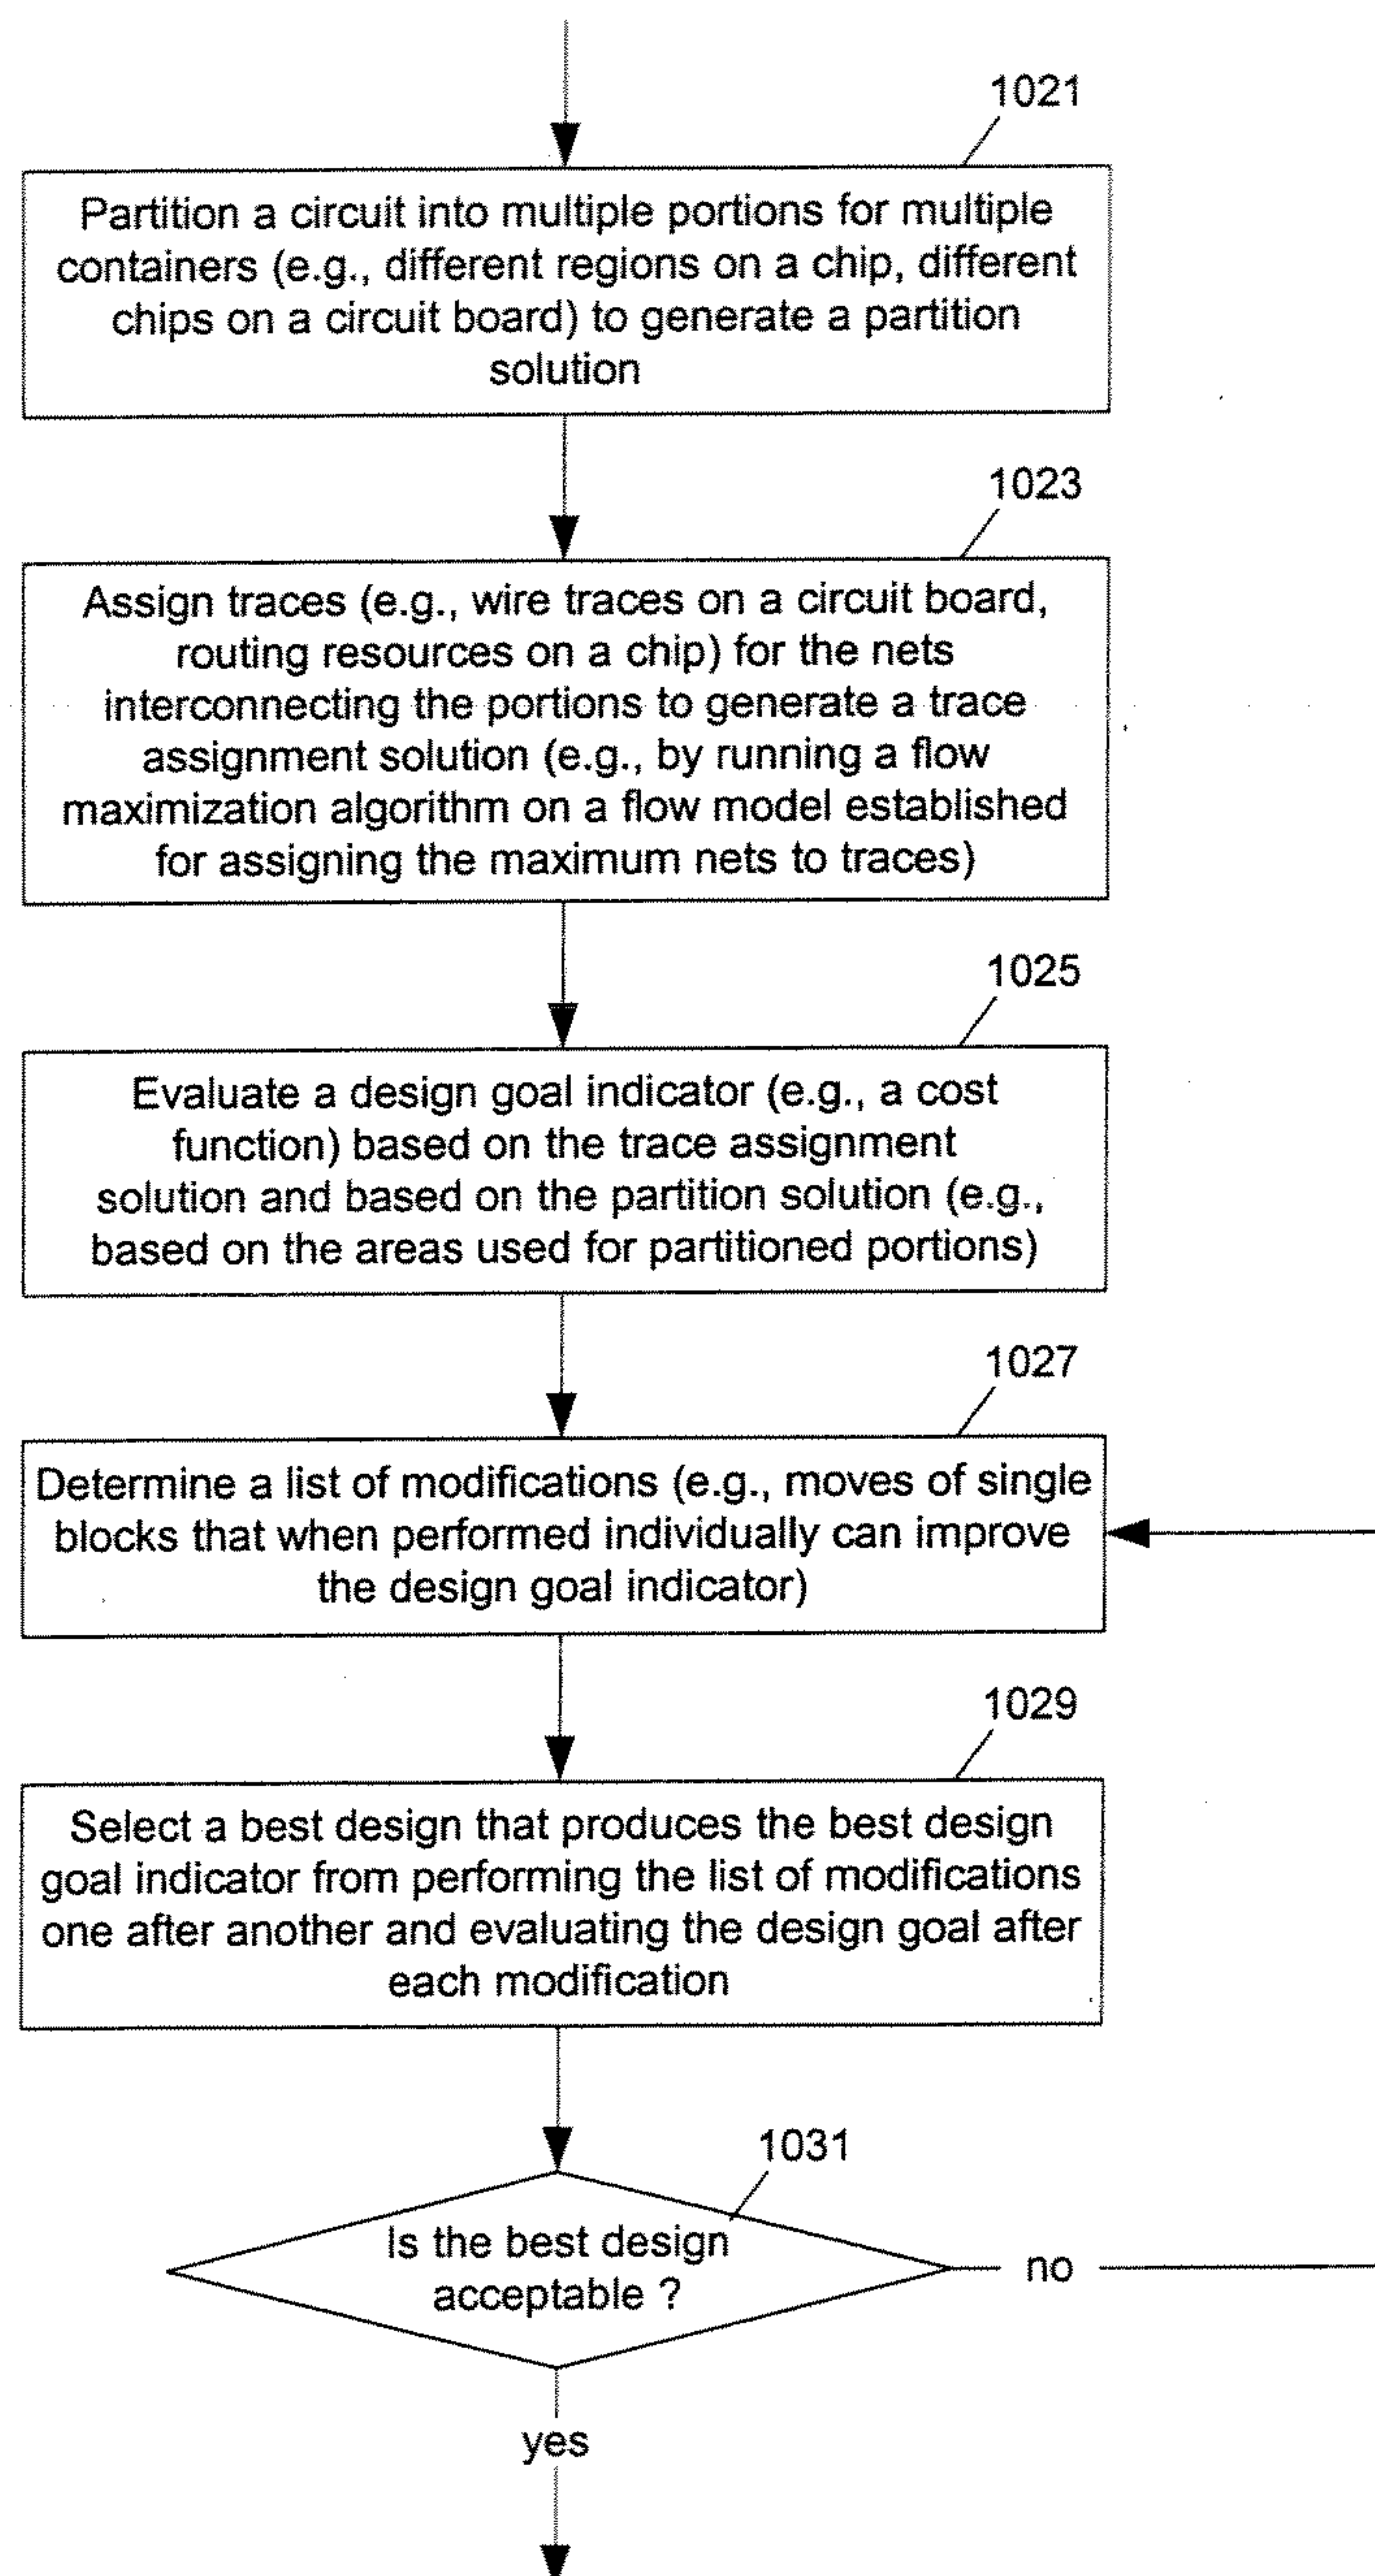 1021
Partition a circuit into multiple portions for multiple
containers (e.g., different regions on a chip, different
chips on a circuit board) to generate a partition
solution
1023
Assign traces (e.g., wire traces on a circuit board,
routing resources on a chip) for the nets
interconnecting the portions to generate a trace
assignment solution (e.g., by running a flow
maximization algorithm on a flow model established
for assigning the maximum nets to traces)
1025
Evaluate a design goal indicator (e.g., a cost
function) based on the trace assignment
solution and based on the partition solution (e.g.,
based on the areas used for partitioned portions)
1027
Determine a list of modifications (e.g., moves of single
blocks that when performed individually can improve
the design goal indicator)
1029
Select a best design that produces the best design
goal indicator from performing the list of modifications
one after another and evaluating the design goal after
each modification
1031
Is the best design
acceptable ?
no
yes